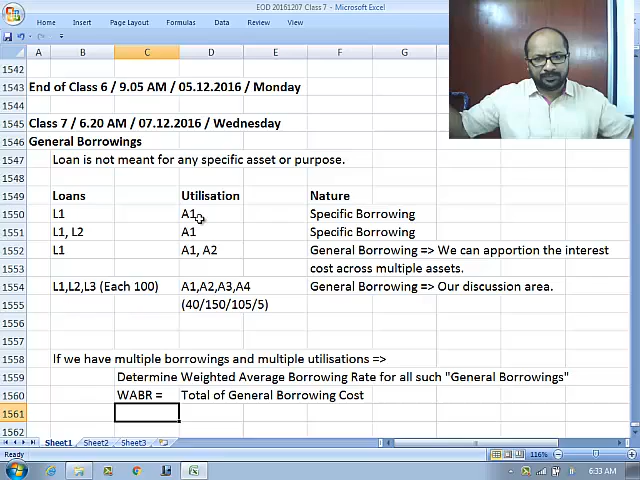 EOD 20161207 Class 7 - Microsoft Excel
Home Insert Page Layout Formulas Data Review View
A B C D E F G
1542
1543 End of Class 6 / 9.05 AM / 05.12.2016 / Monday
1544
1545 Class 7 / 6.20 AM / 07.12.2016 / Wednesday
1546 General Borrowings
1547 Loan is not meant for any specific asset or purpose.
1548
1549 Loans Utilisation Nature
1550 L1 A1 Specific Borrowing
1551 L1, L2 A1 Specific Borrowing
1552 L1 A1, A2 General Borrowing => We can apportion the interest
1553 cost across multiple assets.
1554 L1,L2,L3 (Each 100) A1,A2,A3,A4 General Borrowing => Our discussion area.
1555 (40/150/105/5)
1556
1557
1558 If we have multiple borrowings and multiple utilisations =>
1559 Determine Weighted Average Borrowing Rate for all such "General Borrowings"
1560 WABR = Total of General Borrowing Cost
1561
1562
Sheet1 Sheet2 Sheet3
Ready 116%
6:33 AM